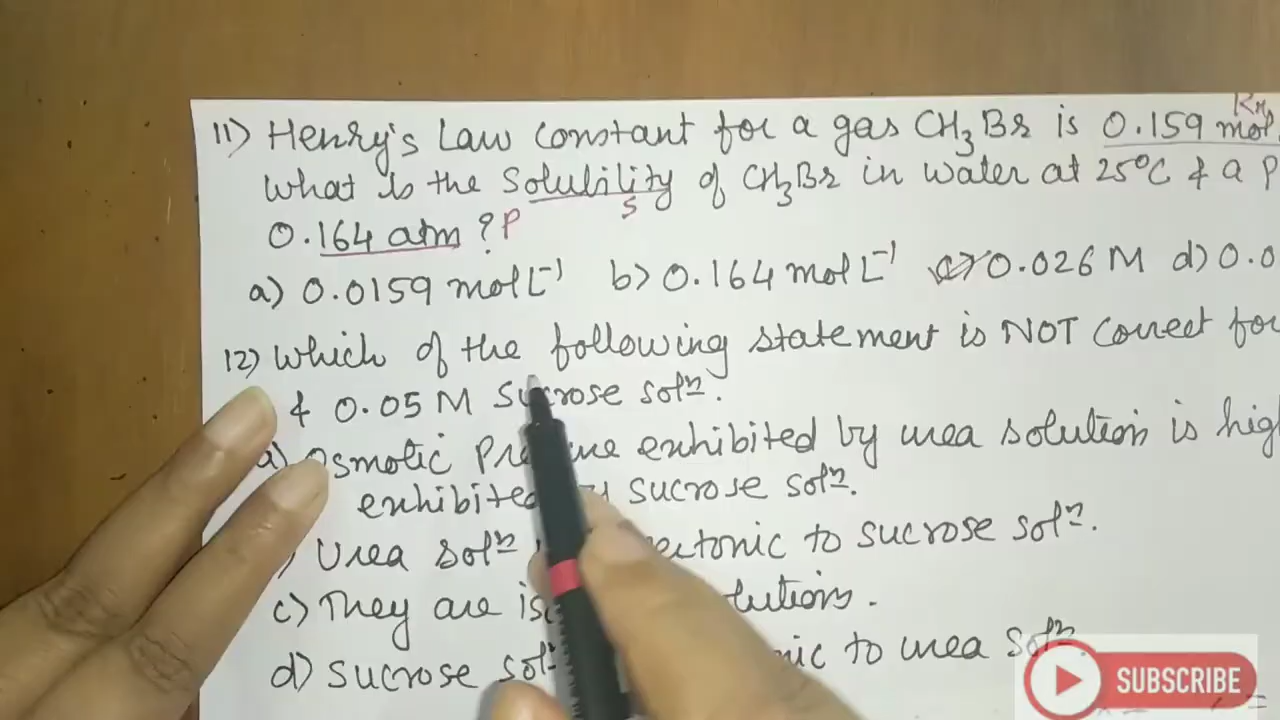 11) Henry's Law Constant for a gas CH₃Br is 0.159 mol
What is the Solubility of CH₃Br in water at 25°C & a P
S
0.164 atm ? P
a) 0.0159 mol L⁻¹ b) 0.164 mol L⁻¹ c) 0.026 M d) 0.0
12) Which of the following statement is NOT correct for
& 0.05 M Sucrose solⁿ.
a) Osmotic exhibited by urea solution is
exhibited sucrose solⁿ.
Urea solⁿ to sucrose solⁿ.
c) They are
d) Sucrose to urea solⁿ.
SUBSCRIBE